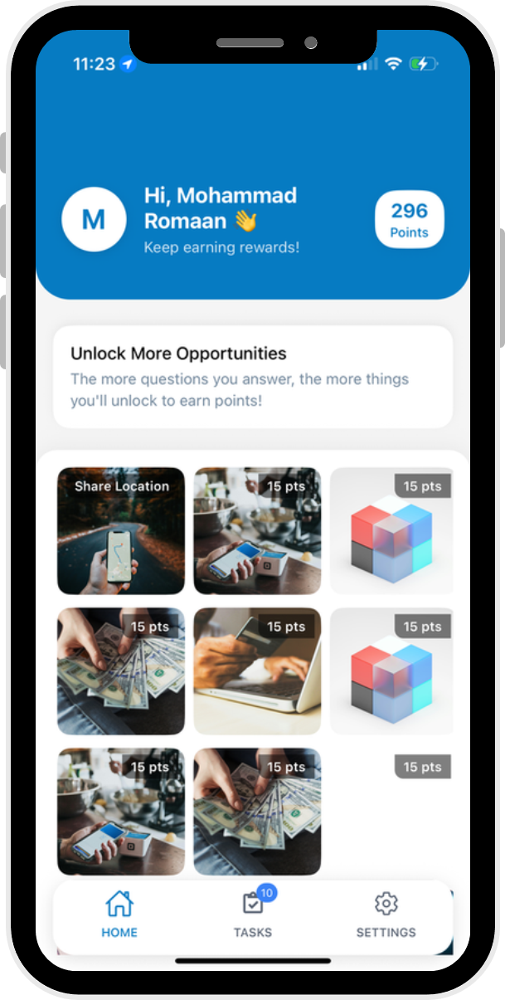 11:23
M
Hi, Mohammad
Romaan 👋
Keep earning rewards!
296
Points
Unlock More Opportunities
The more questions you answer, the more things
you'll unlock to earn points!
Share Location
15 pts
15 pts
15 pts
15 pts
15 pts
15 pts
15 pts
15 pts
10
HOME
TASKS
SETTINGS